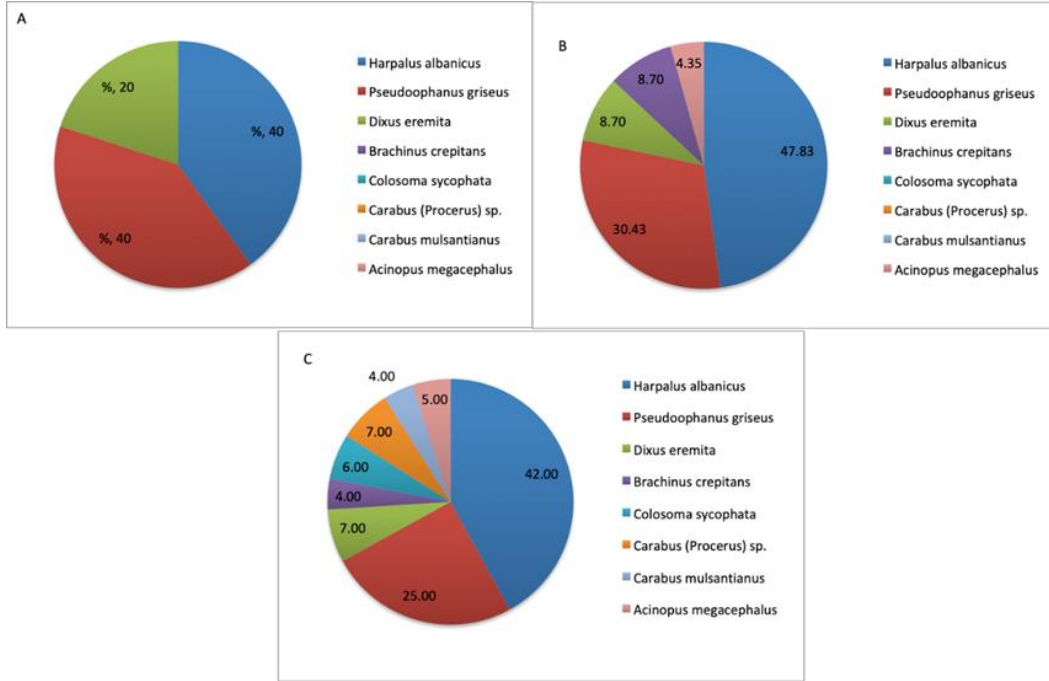 A
%, 20
%, 40
%, 40
Harpalus albanicus
Pseudoophanus griseus
Dixus eremita
Brachinus crepitans
Colosoma sycophata
Carabus (Procerus) sp.
Carabus mulsantianus
Acinopus megacephalus
B
4.35
8.70
8.70
47.83
30.43
Harpalus albanicus
Pseudoophanus griseus
Dixus eremita
Brachinus crepitans
Colosoma sycophata
Carabus (Procerus) sp.
Carabus mulsantianus
Acinopus megacephalus
C
4.00
5.00
7.00
6.00
4.00
7.00
42.00
25.00
Harpalus albanicus
Pseudoophanus griseus
Dixus eremita
Brachinus crepitans
Colosoma sycophata
Carabus (Procerus) sp.
Carabus mulsantianus
Acinopus megacephalus